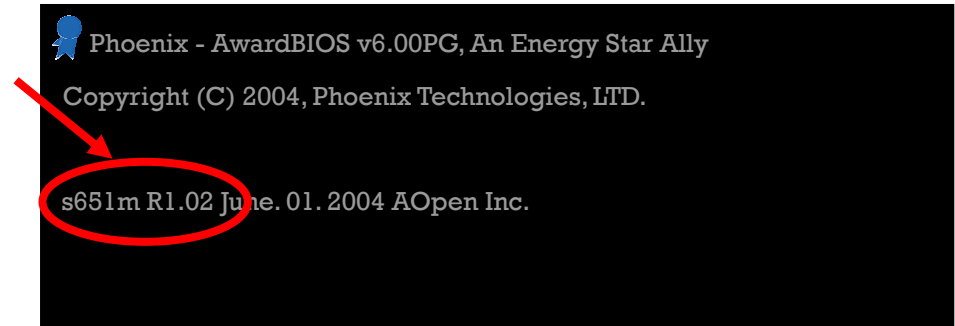 Phoenix - AwardBIOS v6.00PG, An Energy Star Ally
Copyright (C) 2004, Phoenix Technologies, LTD.
s651m R1.02 June. 01. 2004 AOpen Inc.